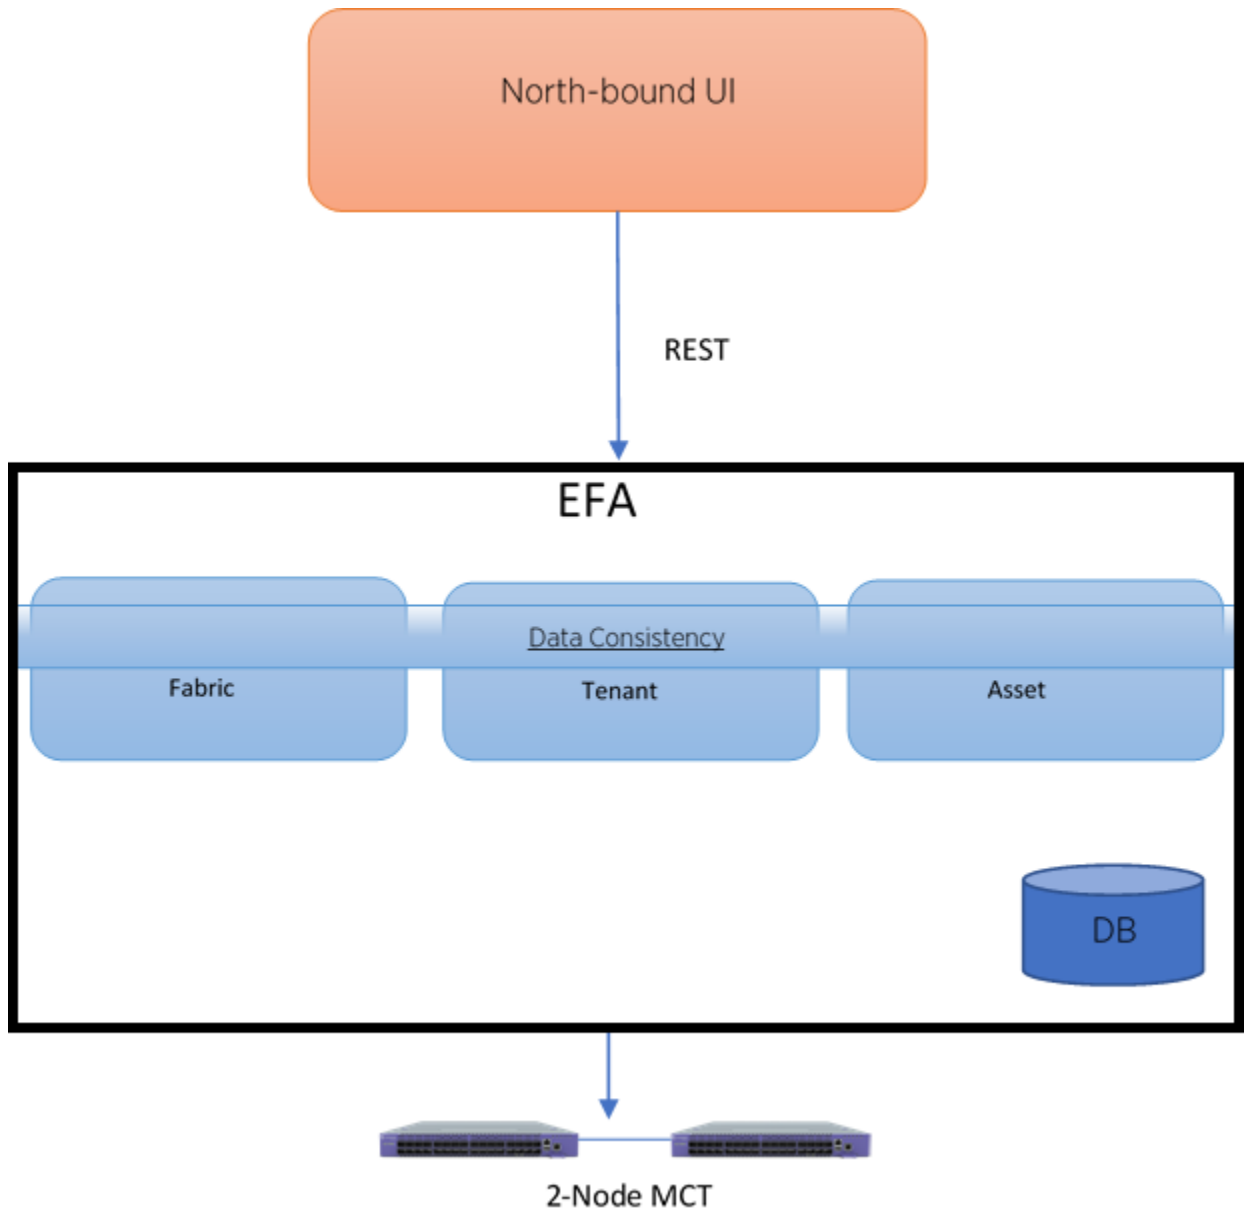 North-bound UI
REST
EFA
Data Consistency
Fabric
Tenant
Asset
DB
2-Node MCT